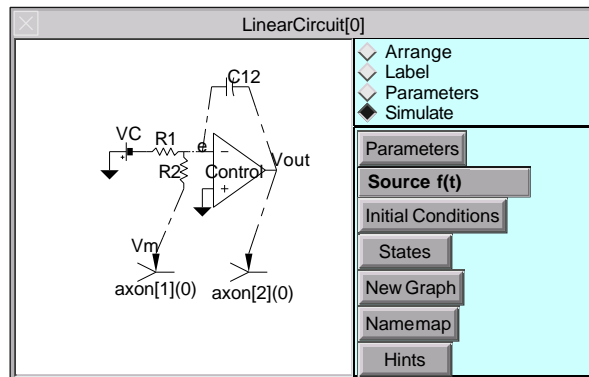 LinearCircuit[0]
C12
VC
R1
e
−
Control
Vout
R2
+
+
Vm
axon[1](0)
axon[2](0)
Arrange
Label
Parameters
Simulate
Parameters
Source f(t)
Initial Conditions
States
New Graph
Namemap
Hints